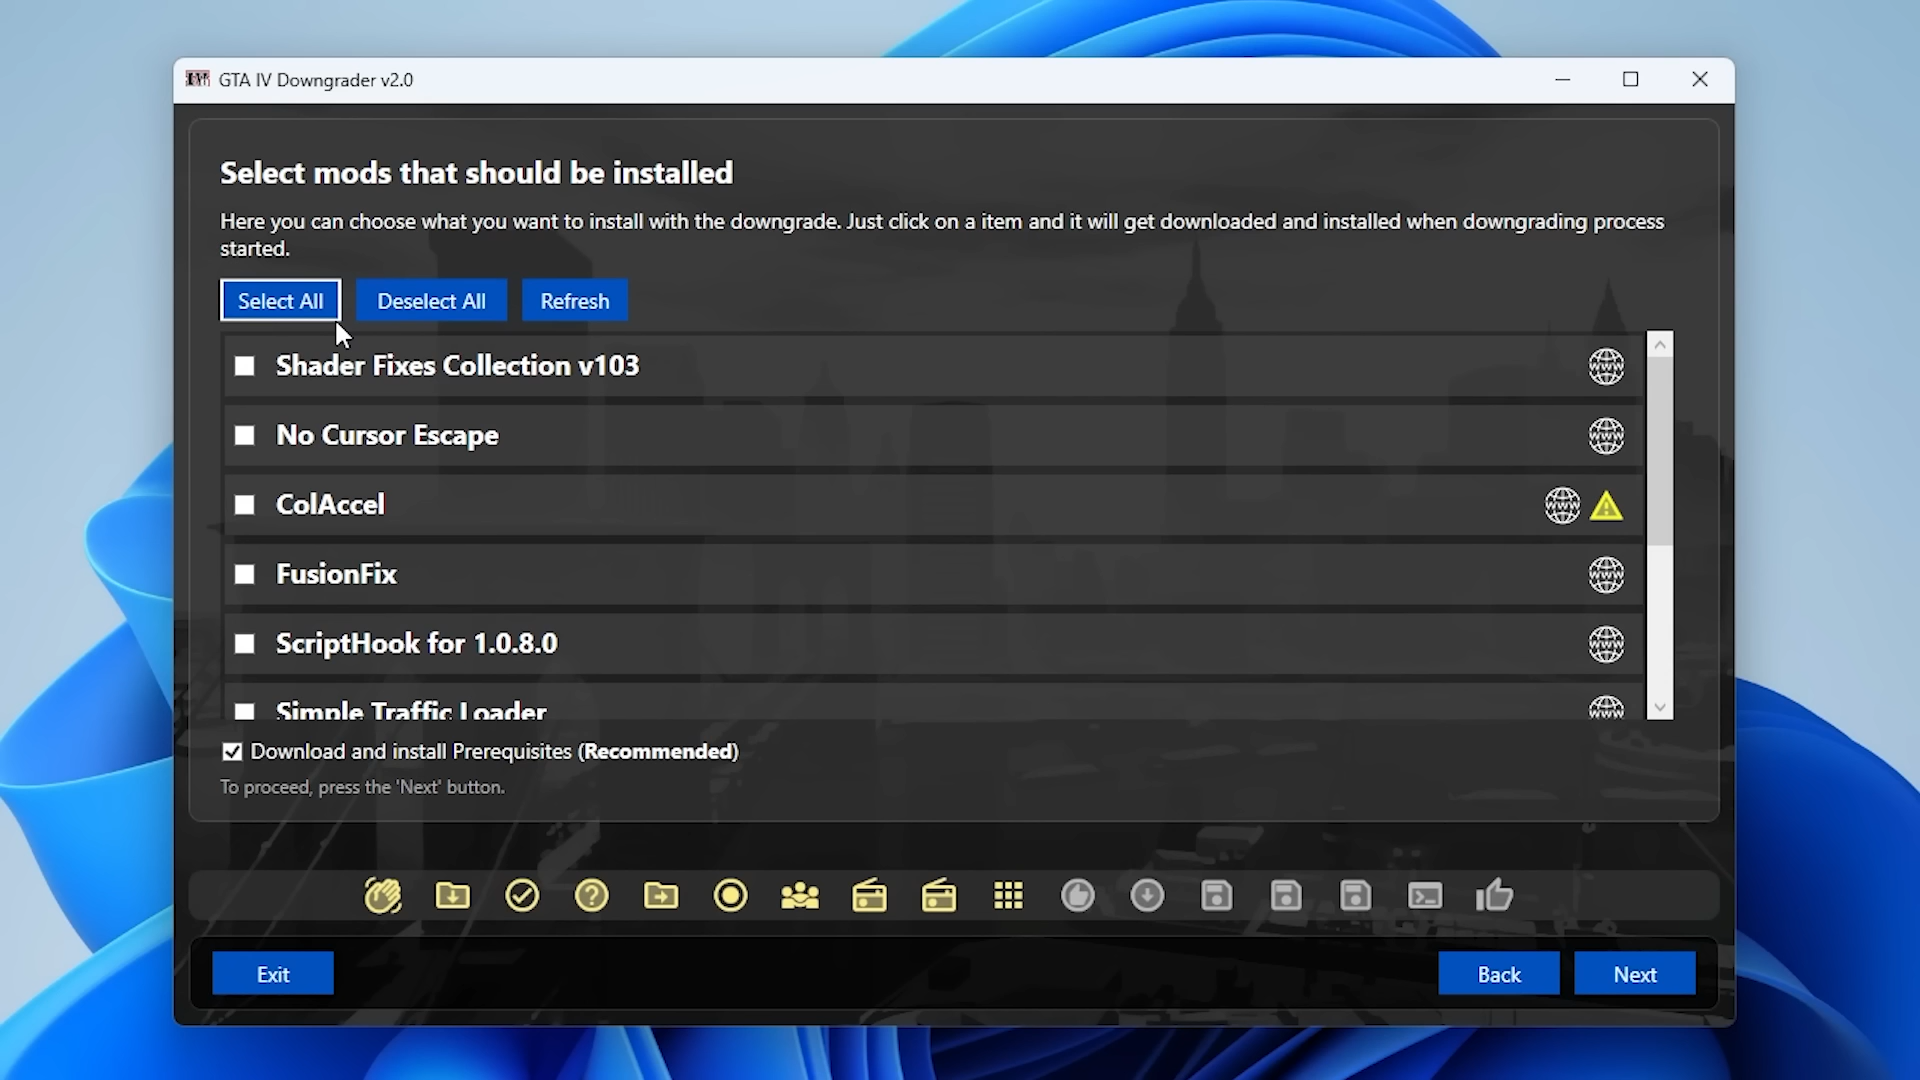 GTA IV Downgrader v2.0
Select mods that should be installed
Here you can choose what you want to install with the downgrade. Just click on a item and it will get downloaded and installed when downgrading process
started.
Select All
Deselect All
Refresh
Shader Fixes Collection v103
No Cursor Escape
ColAccel
FusionFix
ScriptHook for 1.0.8.0
Simple Traffic Loader
Download and install Prerequisites (Recommended)
To proceed, press the 'Next' button.
Exit
Back
Next